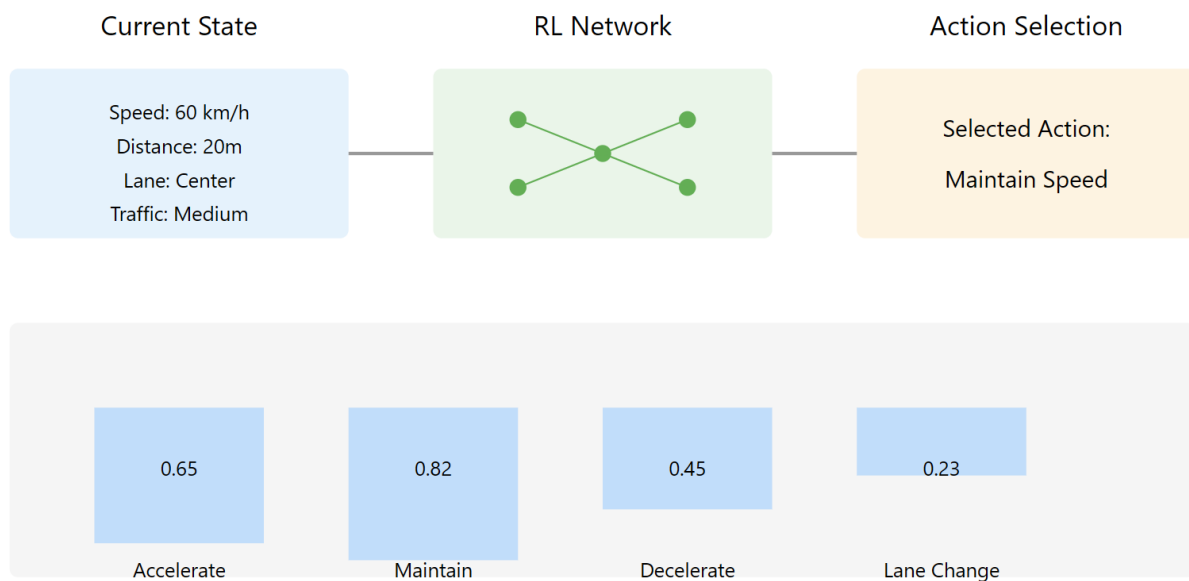 Current State
RL Network
Action Selection
Speed: 60 km/h
Distance: 20m
Lane: Center
Traffic: Medium
Selected Action:
Maintain Speed
0.65
0.82
0.45
0.23
Accelerate
Maintain
Decelerate
Lane Change